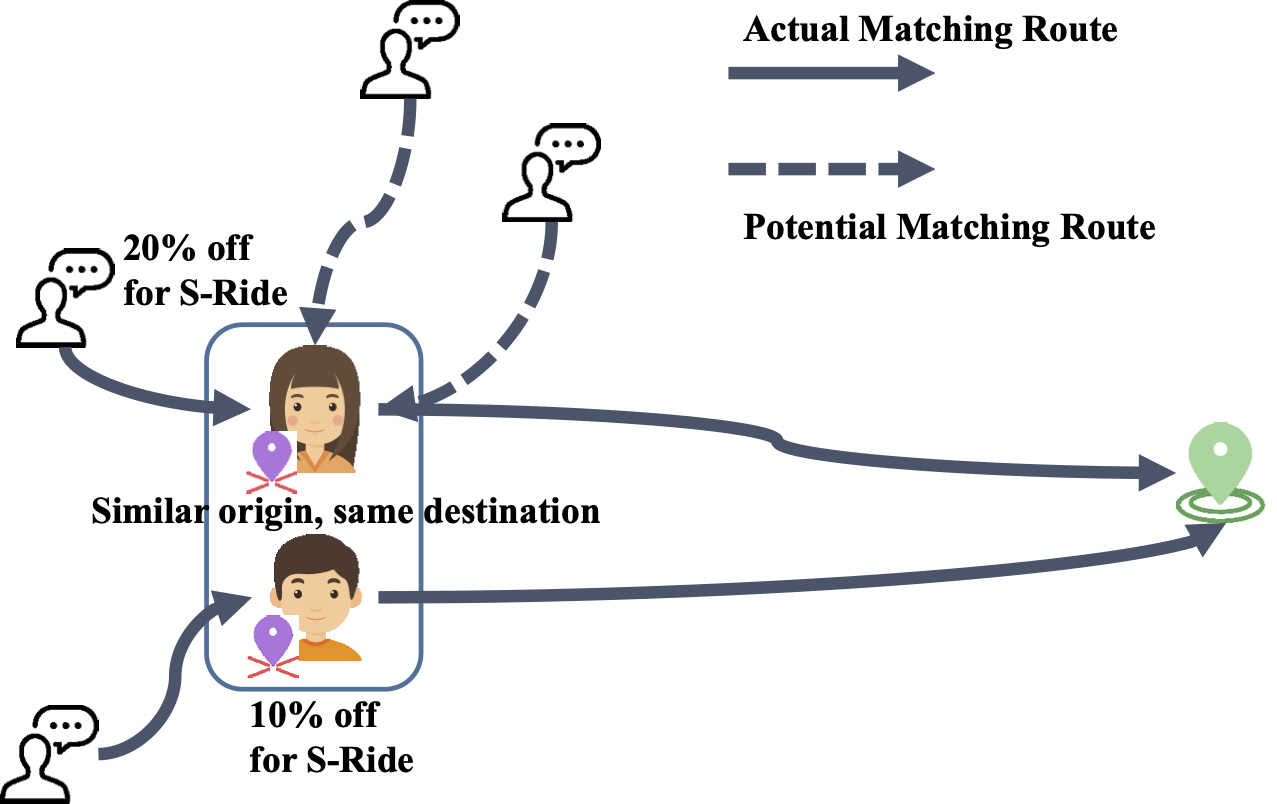 Actual Matching Route
Potential Matching Route
20% off
for S-Ride
Similar origin, same destination
10% off
for S-Ride